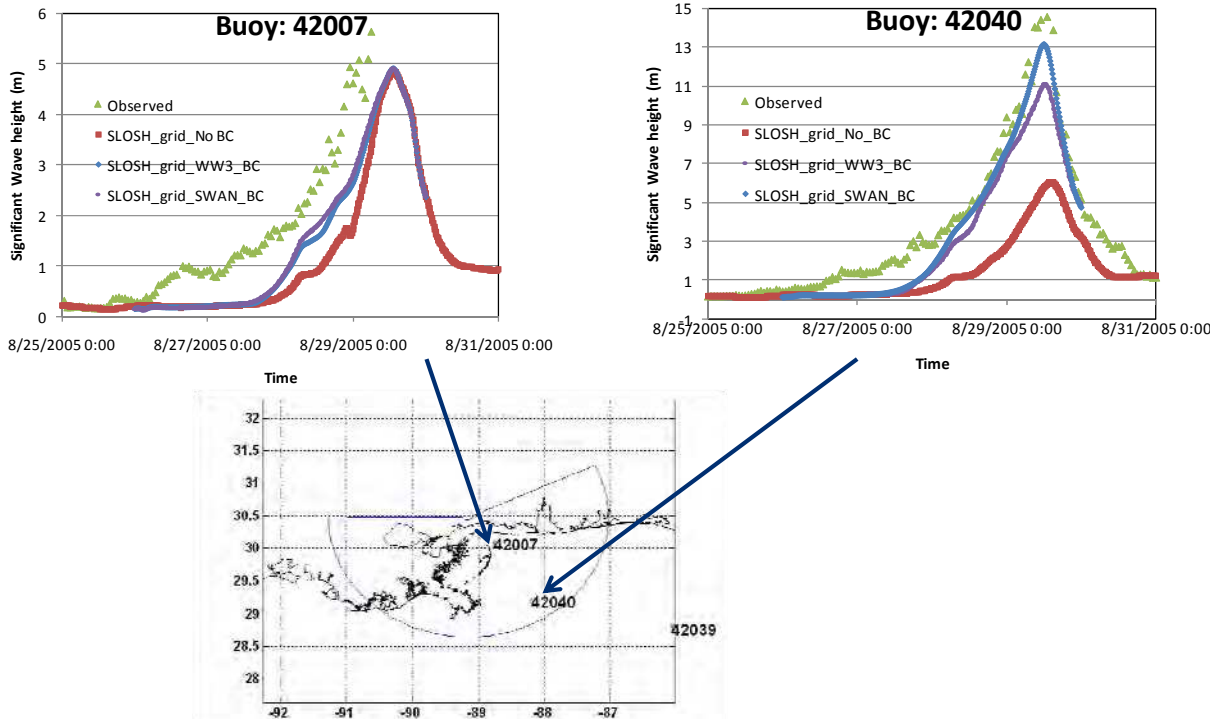 Buoy: 42007
Significant Wave height (m)
6
5
4
3
2
1
0
Observed
SLOSH_grid_No BC
SLOSH_grid_WW3_BC
SLOSH_grid_SWAN_BC
8/25/2005 0:00 8/27/2005 0:00 8/29/2005 0:00 8/31/2005 0:00
Time
Buoy: 42040
Significant Wave height (m)
15
13
11
9
7
5
3
1
-1
Observed
SLOSH_grid_No_BC
SLOSH_grid_WW3_BC
SLOSH_grid_SWAN_BC
8/25/2005 0:00 8/27/2005 0:00 8/29/2005 0:00 8/31/2005 0:00
Time
32
31.5
31
30.5
30
29.5
29
28.5
28
42007
42040
42039
-92 -91 -90 -89 -88 -87